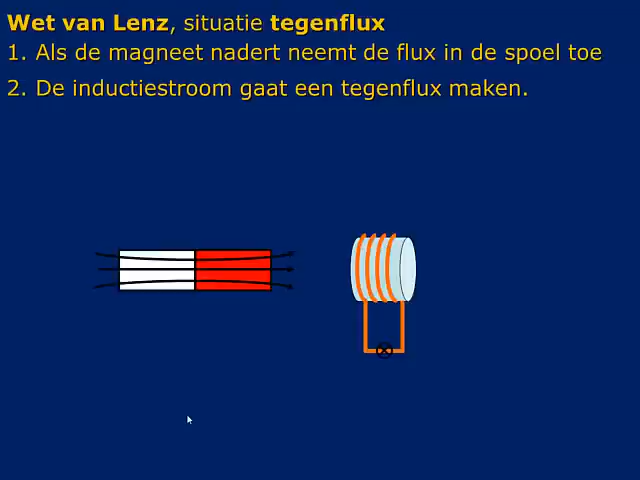 Wet van Lenz, situatie tegenflux
1. Als de magneet nadert neemt de flux in de spoel toe
2. De inductiestroom gaat een tegenflux maken.